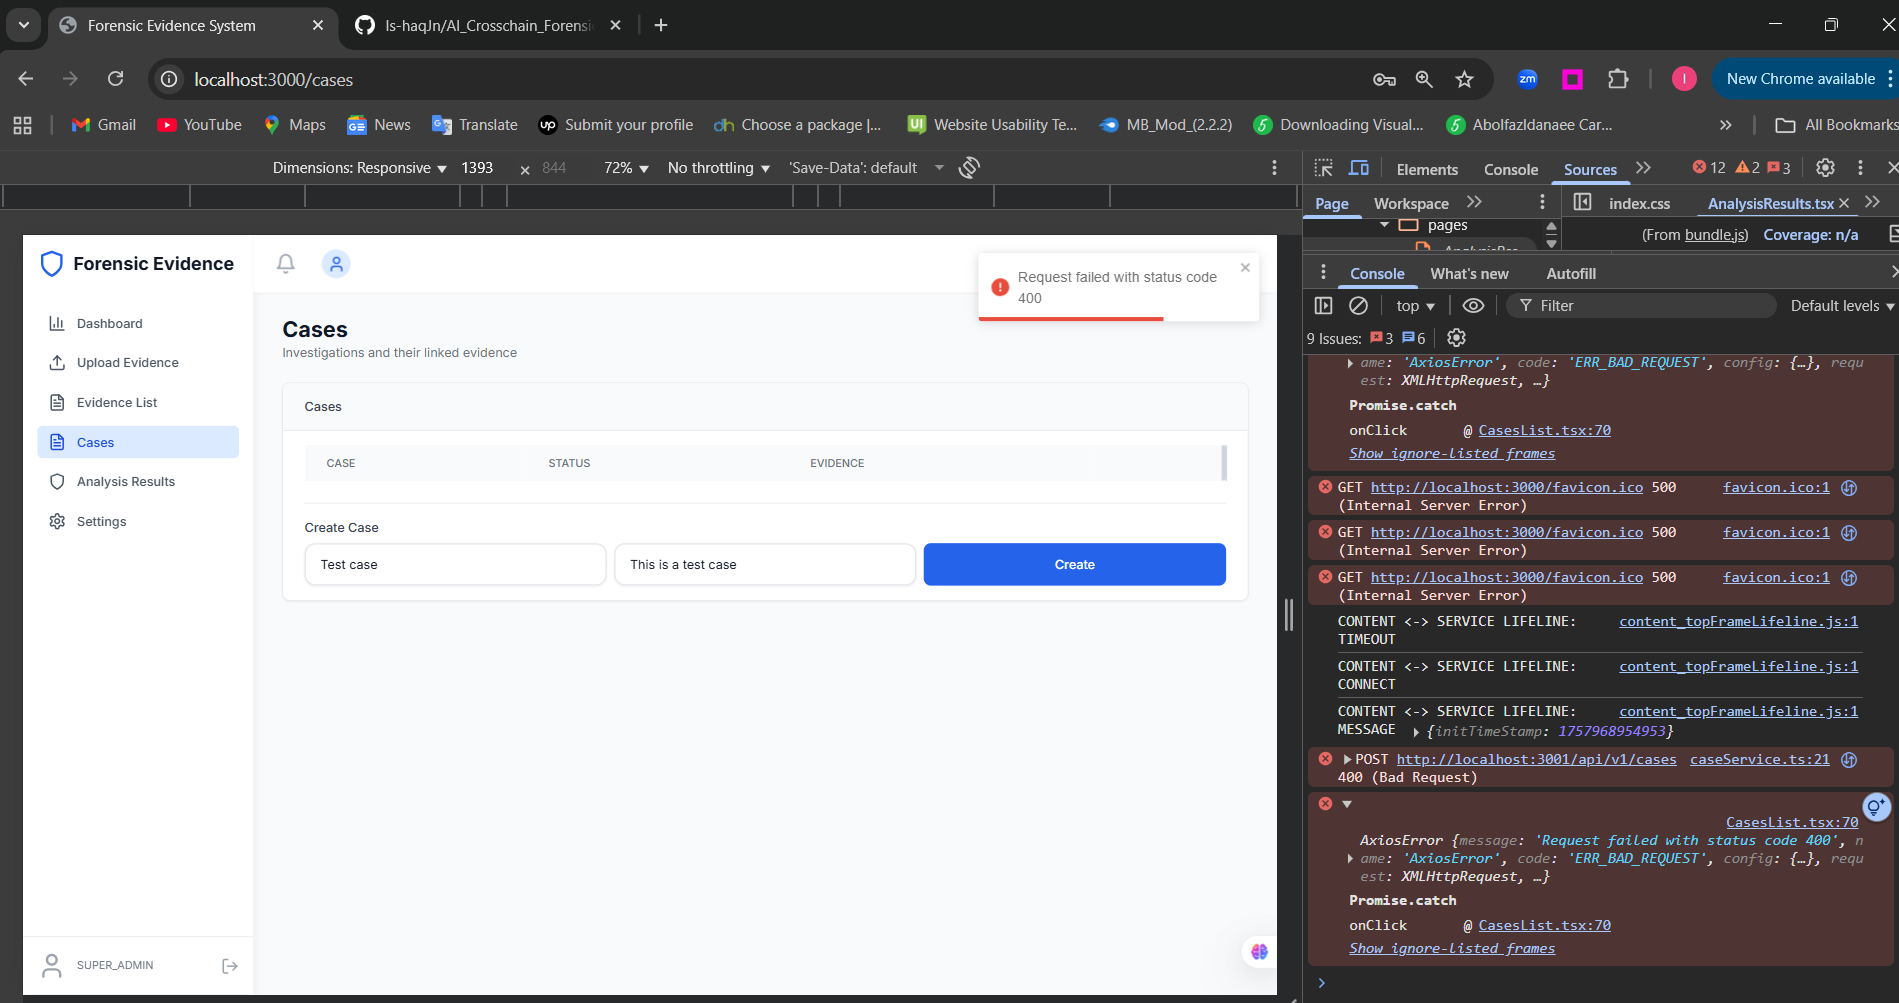 Forensic Evidence System
Is-haqJn/AI_Crosschain_Forensi
localhost:3000/cases
zm
I
New Chrome available
Gmail
YouTube
Maps
News
Translate
up
Submit your profile
dh
Choose a package |...
UI
Website Usability Te...
MB_Mod_(2.2.2)
Downloading Visual...
AbolfazIdanaee Car...
All Bookmarks
Dimensions: Responsive
1393
x
844
72%
No throttling
'Save-Data': default
Elements
Console
Sources
12
2
3
Page
Workspace
index.css
AnalysisResults.tsx
pages
(From bundle.js)
Coverage: n/a
Console
What's new
Autofill
top
Filter
Default levels
9 Issues:
3
6
ame: 'AxiosError', code: 'ERR_BAD_REQUEST', config: {…}, requ
est: XMLHttpRequest, …}
Promise.catch
onClick @ CasesList.tsx:70
Show ignore-listed frames
GET http://localhost:3000/favicon.ico 500 favicon.ico:1
(Internal Server Error)
GET http://localhost:3000/favicon.ico 500 favicon.ico:1
(Internal Server Error)
GET http://localhost:3000/favicon.ico 500 favicon.ico:1
(Internal Server Error)
CONTENT <-> SERVICE LIFELINE: content_topFrameLifeline.js:1
TIMEOUT
CONTENT <-> SERVICE LIFELINE: content_topFrameLifeline.js:1
CONNECT
CONTENT <-> SERVICE LIFELINE: content_topFrameLifeline.js:1
MESSAGE {initTimeStamp: 1757968954953}
POST http://localhost:3001/api/v1/cases caseService.ts:21
400 (Bad Request)
CasesList.tsx:70
AxiosError {message: 'Request failed with status code 400', n
ame: 'AxiosError', code: 'ERR_BAD_REQUEST', config: {…}, requ
est: XMLHttpRequest, …}
Promise.catch
onClick @ CasesList.tsx:70
Show ignore-listed frames
Forensic Evidence
Dashboard
Upload Evidence
Evidence List
Cases
Analysis Results
Settings
SUPER_ADMIN
Request failed with status code
400
Cases
Investigations and their linked evidence
Cases
CASE
STATUS
EVIDENCE
Create Case
Test case
This is a test case
Create